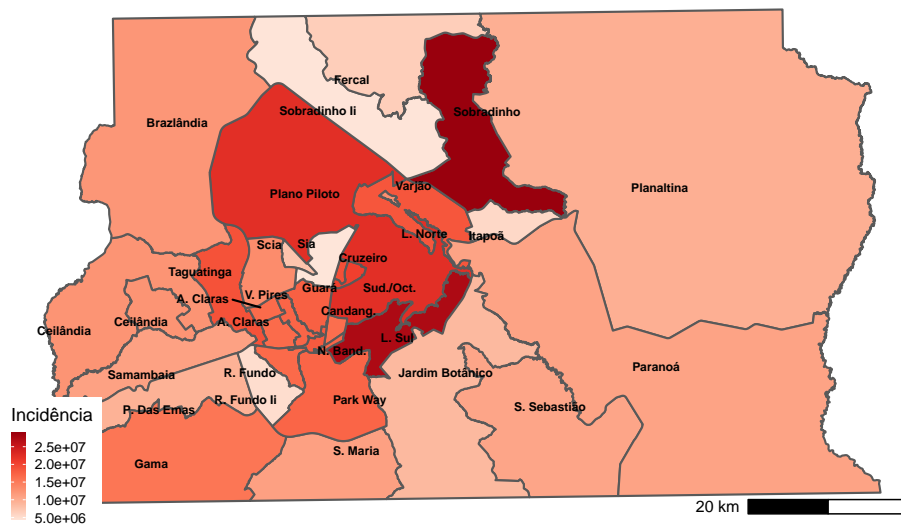 Fercal
Sobradinho Ii
Sobradinho
Brazlândia
Varjão
Planaltina
Plano Piloto
L. Norte
Itapoã
Scia
Sia
Cruzeiro
Taguatinga
Guará
Sud./Oct.
A. Claras
V. Pires
Candang.
Ceilândia
Ceilândia
A. Claras
L. Sul
N. Band.
Samambaia
R. Fundo
Jardim Botânico
Paranoá
P. Das Emas
R. Fundo Ii
Park Way
S. Sebastião
Gama
S. Maria
Incidência
2.5e+07
2.0e+07
1.5e+07
1.0e+07
5.0e+06
20 km